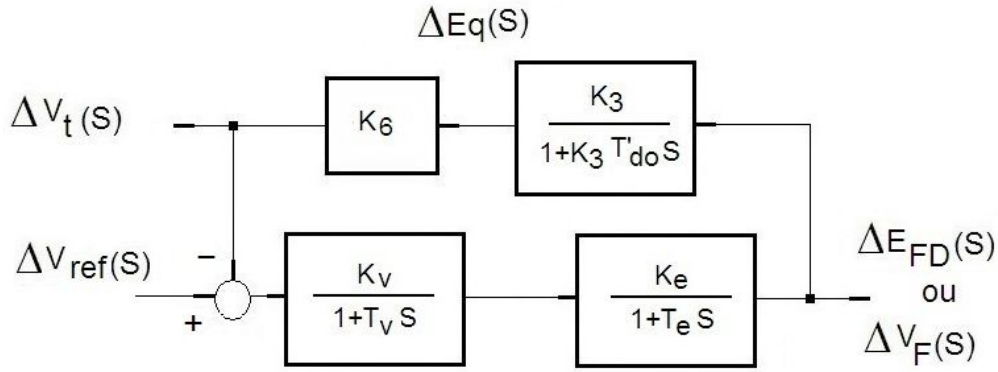 ΔEq(S)
ΔVt(S)
K6
K3
1+K3 T'do S
ΔVref(S)
−
+
Kv
1+Tv S
Ke
1+Te S
ΔEFD(S)
ou
ΔVF(S)